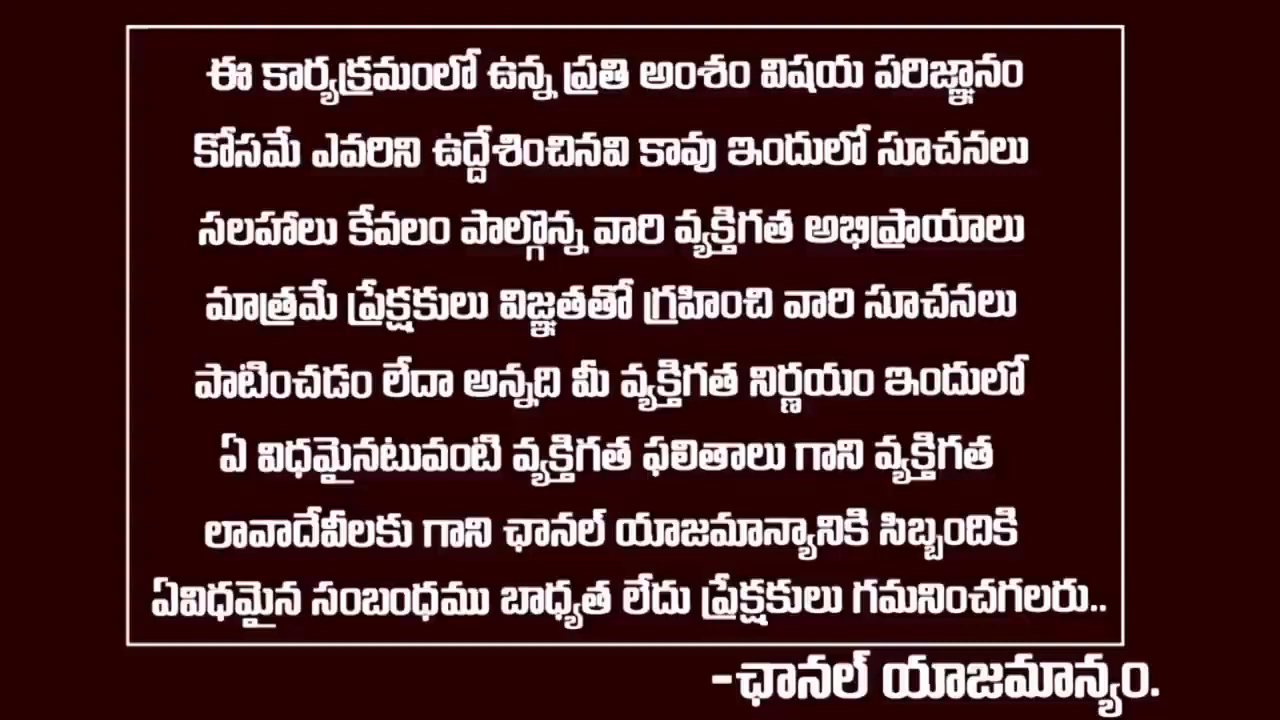 ఈ కార్యక్రమంలో ఉన్న ప్రతి అంశం విషయ పరిజ్ఞానం
కోసమే ఎవరిని ఉద్దేశించినవి కావు ఇందులో సూచనలు
సలహాలు కేవలం పాల్గొన్న వారి వ్యక్తిగత అభిప్రాయాలు
మాత్రమే ప్రేక్షకులు విజ్ఞతతో గ్రహించి వారి సూచనలు
పాటించడం లేదా అన్నది మీ వ్యక్తిగత నిర్ణయం ఇందులో
ఏ విధమైనటువంటి వ్యక్తిగత ఫలితాలు గాని వ్యక్తిగత
లావాదేవీలకు గాని ఛానల్ యాజమాన్యానికి సిబ్బందికి
ఏవిధమైన సంబంధము బాధ్యత లేదు ప్రేక్షకులు గమనించగలరు..
-ఛానల్ యాజమాన్యం.